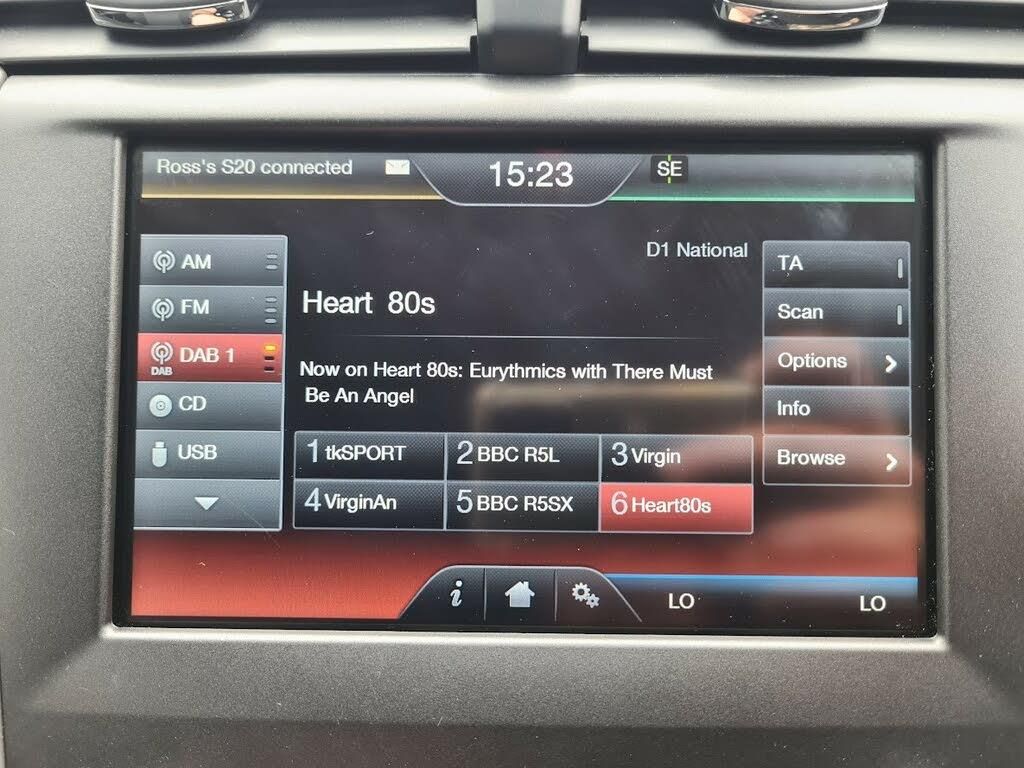 Ross's S20 connected
15:23
SE
D1 National
AM
FM
DAB 1
DAB
CD
USB
Heart 80s
Now on Heart 80s: Eurythmics with There Must
Be An Angel
1 tkSPORT
2 BBC R5L
3 Virgin
4 VirginAn
5 BBC R5SX
6 Heart80s
TA
Scan
Options
Info
Browse
i
LO
LO